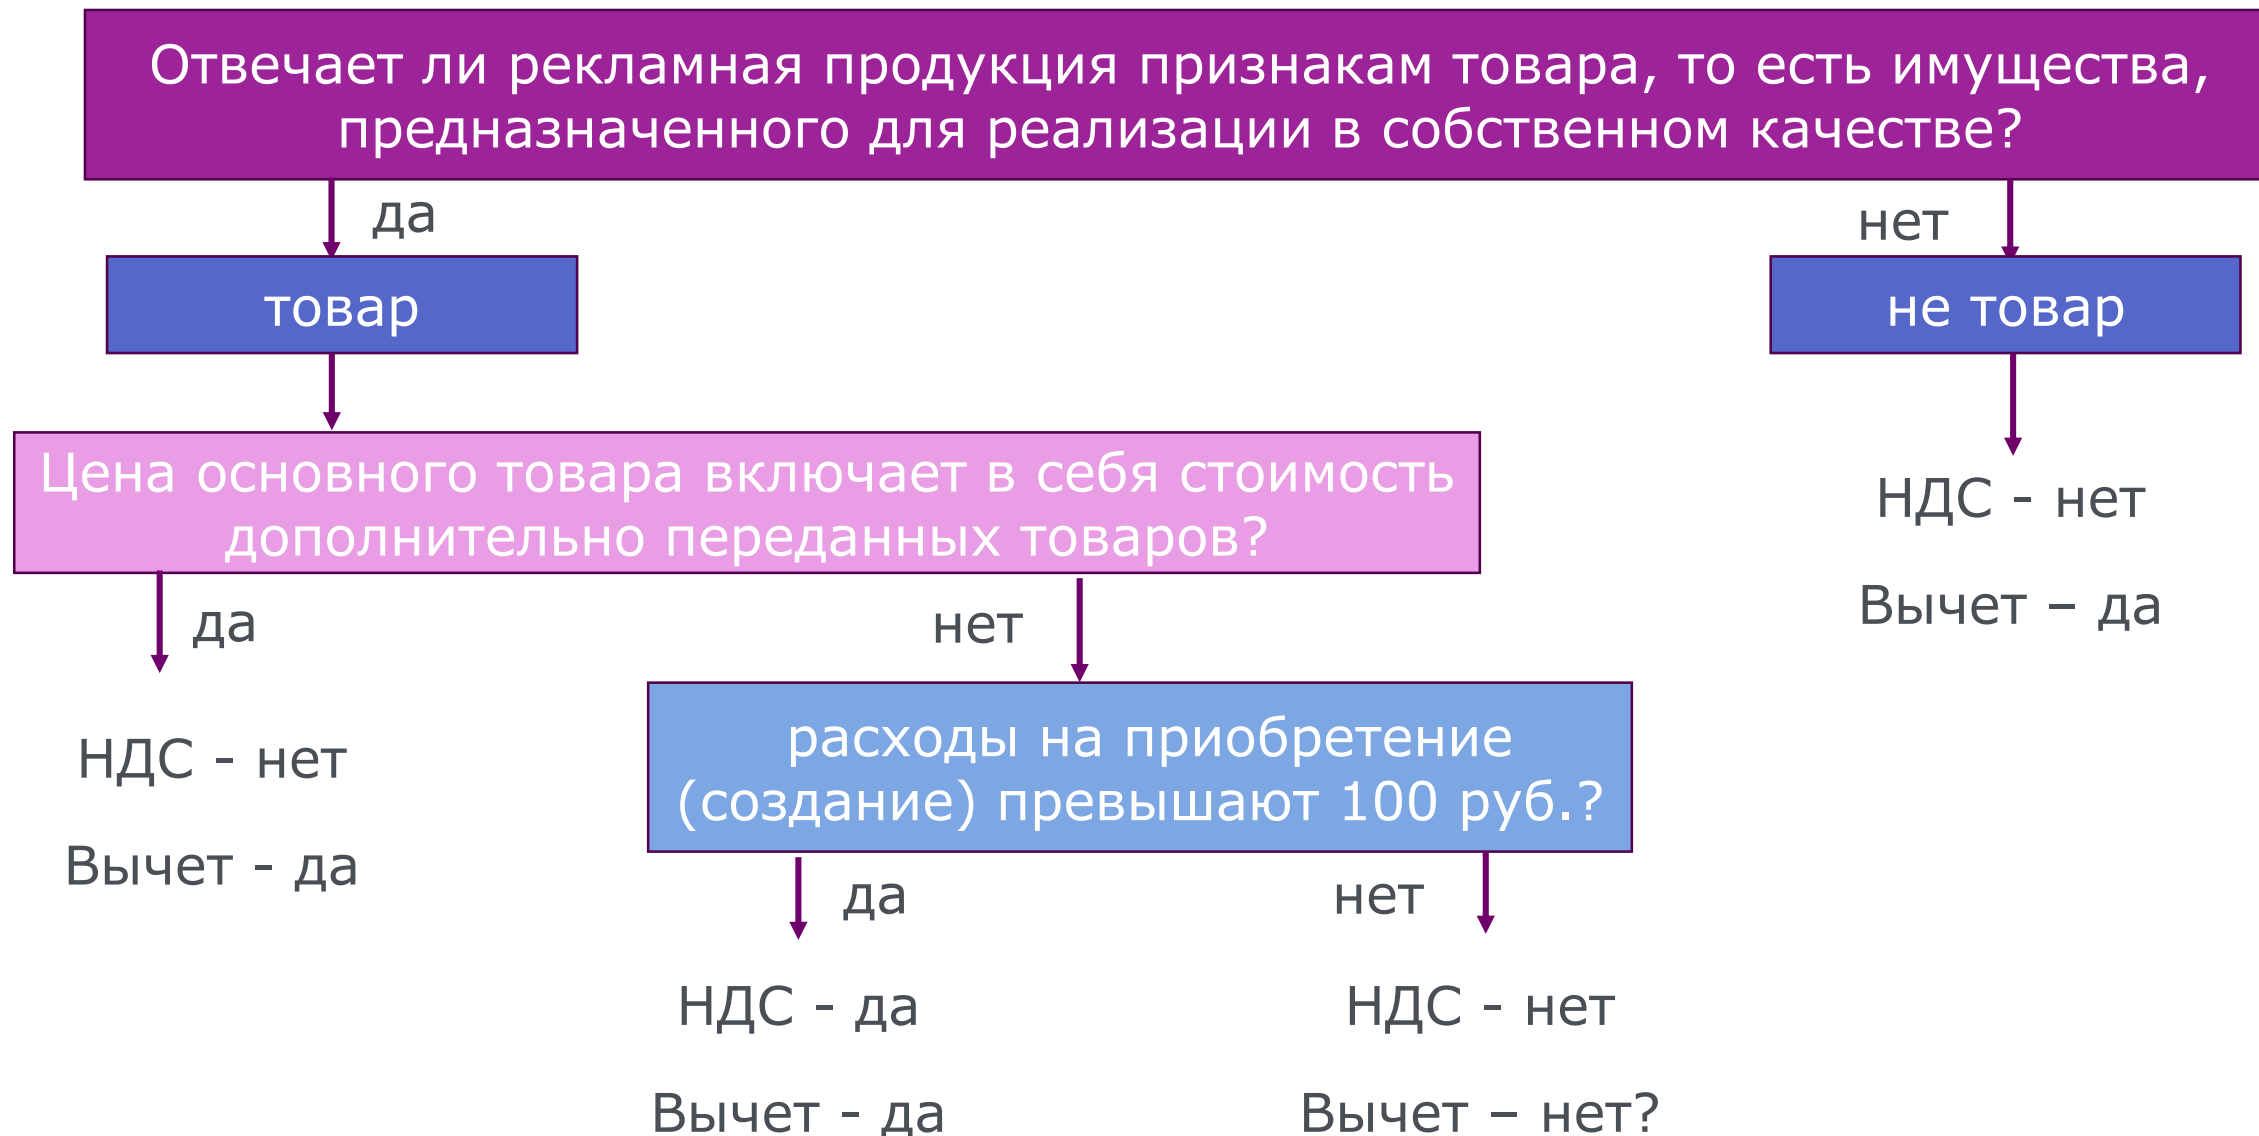 Отвечает ли рекламная продукция признакам товара, то есть имущества,
предназначенного для реализации в собственном качестве?
да
нет
товар
не товар
Цена основного товара включает в себя стоимость
дополнительно переданных товаров?
НДС - нет
Вычет – да
да
нет
НДС - нет
Вычет - да
расходы на приобретение
(создание) превышают 100 руб.?
да
нет
НДС - да
НДС - нет
Вычет - да
Вычет – нет?